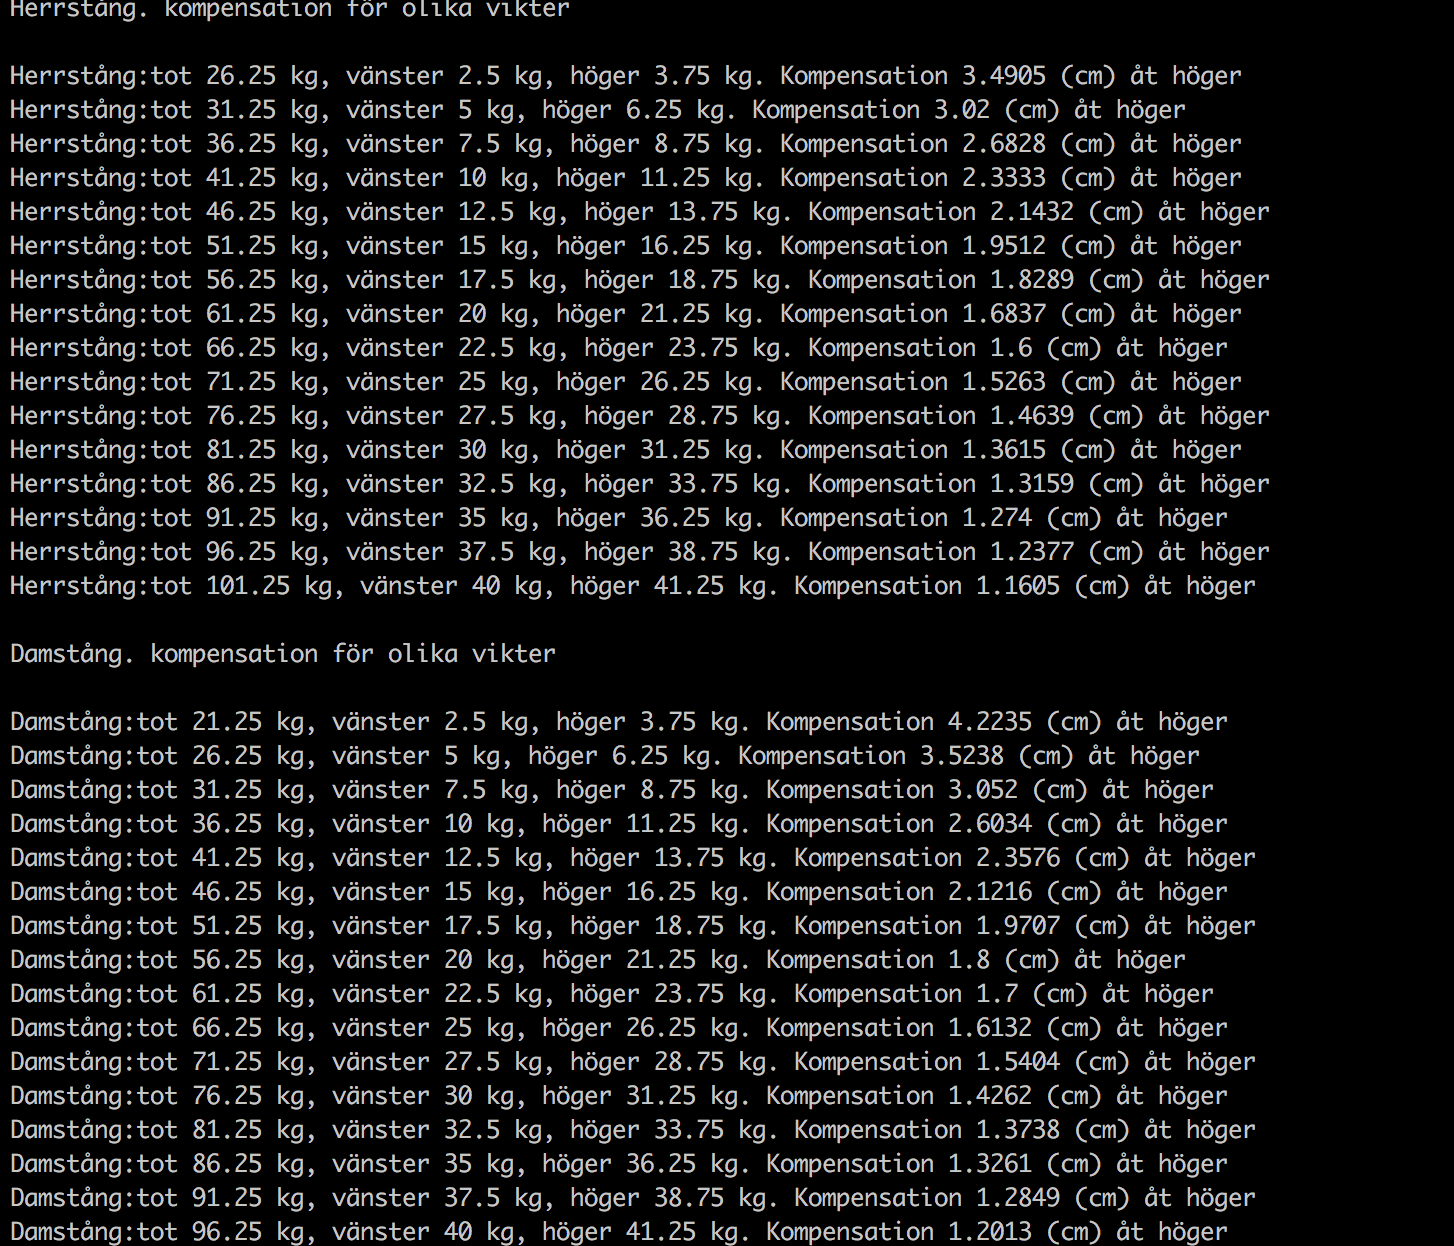 Herrstång. kompensation för olika vikter
Herrstång:tot 26.25 kg, vänster 2.5 kg, höger 3.75 kg. Kompensation 3.4905 (cm) åt höger
Herrstång:tot 31.25 kg, vänster 5 kg, höger 6.25 kg. Kompensation 3.02 (cm) åt höger
Herrstång:tot 36.25 kg, vänster 7.5 kg, höger 8.75 kg. Kompensation 2.6828 (cm) åt höger
Herrstång:tot 41.25 kg, vänster 10 kg, höger 11.25 kg. Kompensation 2.3333 (cm) åt höger
Herrstång:tot 46.25 kg, vänster 12.5 kg, höger 13.75 kg. Kompensation 2.1432 (cm) åt höger
Herrstång:tot 51.25 kg, vänster 15 kg, höger 16.25 kg. Kompensation 1.9512 (cm) åt höger
Herrstång:tot 56.25 kg, vänster 17.5 kg, höger 18.75 kg. Kompensation 1.8289 (cm) åt höger
Herrstång:tot 61.25 kg, vänster 20 kg, höger 21.25 kg. Kompensation 1.6837 (cm) åt höger
Herrstång:tot 66.25 kg, vänster 22.5 kg, höger 23.75 kg. Kompensation 1.6 (cm) åt höger
Herrstång:tot 71.25 kg, vänster 25 kg, höger 26.25 kg. Kompensation 1.5263 (cm) åt höger
Herrstång:tot 76.25 kg, vänster 27.5 kg, höger 28.75 kg. Kompensation 1.4639 (cm) åt höger
Herrstång:tot 81.25 kg, vänster 30 kg, höger 31.25 kg. Kompensation 1.3615 (cm) åt höger
Herrstång:tot 86.25 kg, vänster 32.5 kg, höger 33.75 kg. Kompensation 1.3159 (cm) åt höger
Herrstång:tot 91.25 kg, vänster 35 kg, höger 36.25 kg. Kompensation 1.274 (cm) åt höger
Herrstång:tot 96.25 kg, vänster 37.5 kg, höger 38.75 kg. Kompensation 1.2377 (cm) åt höger
Herrstång:tot 101.25 kg, vänster 40 kg, höger 41.25 kg. Kompensation 1.1605 (cm) åt höger
Damstång. kompensation för olika vikter
Damstång:tot 21.25 kg, vänster 2.5 kg, höger 3.75 kg. Kompensation 4.2235 (cm) åt höger
Damstång:tot 26.25 kg, vänster 5 kg, höger 6.25 kg. Kompensation 3.5238 (cm) åt höger
Damstång:tot 31.25 kg, vänster 7.5 kg, höger 8.75 kg. Kompensation 3.052 (cm) åt höger
Damstång:tot 36.25 kg, vänster 10 kg, höger 11.25 kg. Kompensation 2.6034 (cm) åt höger
Damstång:tot 41.25 kg, vänster 12.5 kg, höger 13.75 kg. Kompensation 2.3576 (cm) åt höger
Damstång:tot 46.25 kg, vänster 15 kg, höger 16.25 kg. Kompensation 2.1216 (cm) åt höger
Damstång:tot 51.25 kg, vänster 17.5 kg, höger 18.75 kg. Kompensation 1.9707 (cm) åt höger
Damstång:tot 56.25 kg, vänster 20 kg, höger 21.25 kg. Kompensation 1.8 (cm) åt höger
Damstång:tot 61.25 kg, vänster 22.5 kg, höger 23.75 kg. Kompensation 1.7 (cm) åt höger
Damstång:tot 66.25 kg, vänster 25 kg, höger 26.25 kg. Kompensation 1.6132 (cm) åt höger
Damstång:tot 71.25 kg, vänster 27.5 kg, höger 28.75 kg. Kompensation 1.5404 (cm) åt höger
Damstång:tot 76.25 kg, vänster 30 kg, höger 31.25 kg. Kompensation 1.4262 (cm) åt höger
Damstång:tot 81.25 kg, vänster 32.5 kg, höger 33.75 kg. Kompensation 1.3738 (cm) åt höger
Damstång:tot 86.25 kg, vänster 35 kg, höger 36.25 kg. Kompensation 1.3261 (cm) åt höger
Damstång:tot 91.25 kg, vänster 37.5 kg, höger 38.75 kg. Kompensation 1.2849 (cm) åt höger
Damstång:tot 96.25 kg, vänster 40 kg, höger 41.25 kg. Kompensation 1.2013 (cm) åt höger